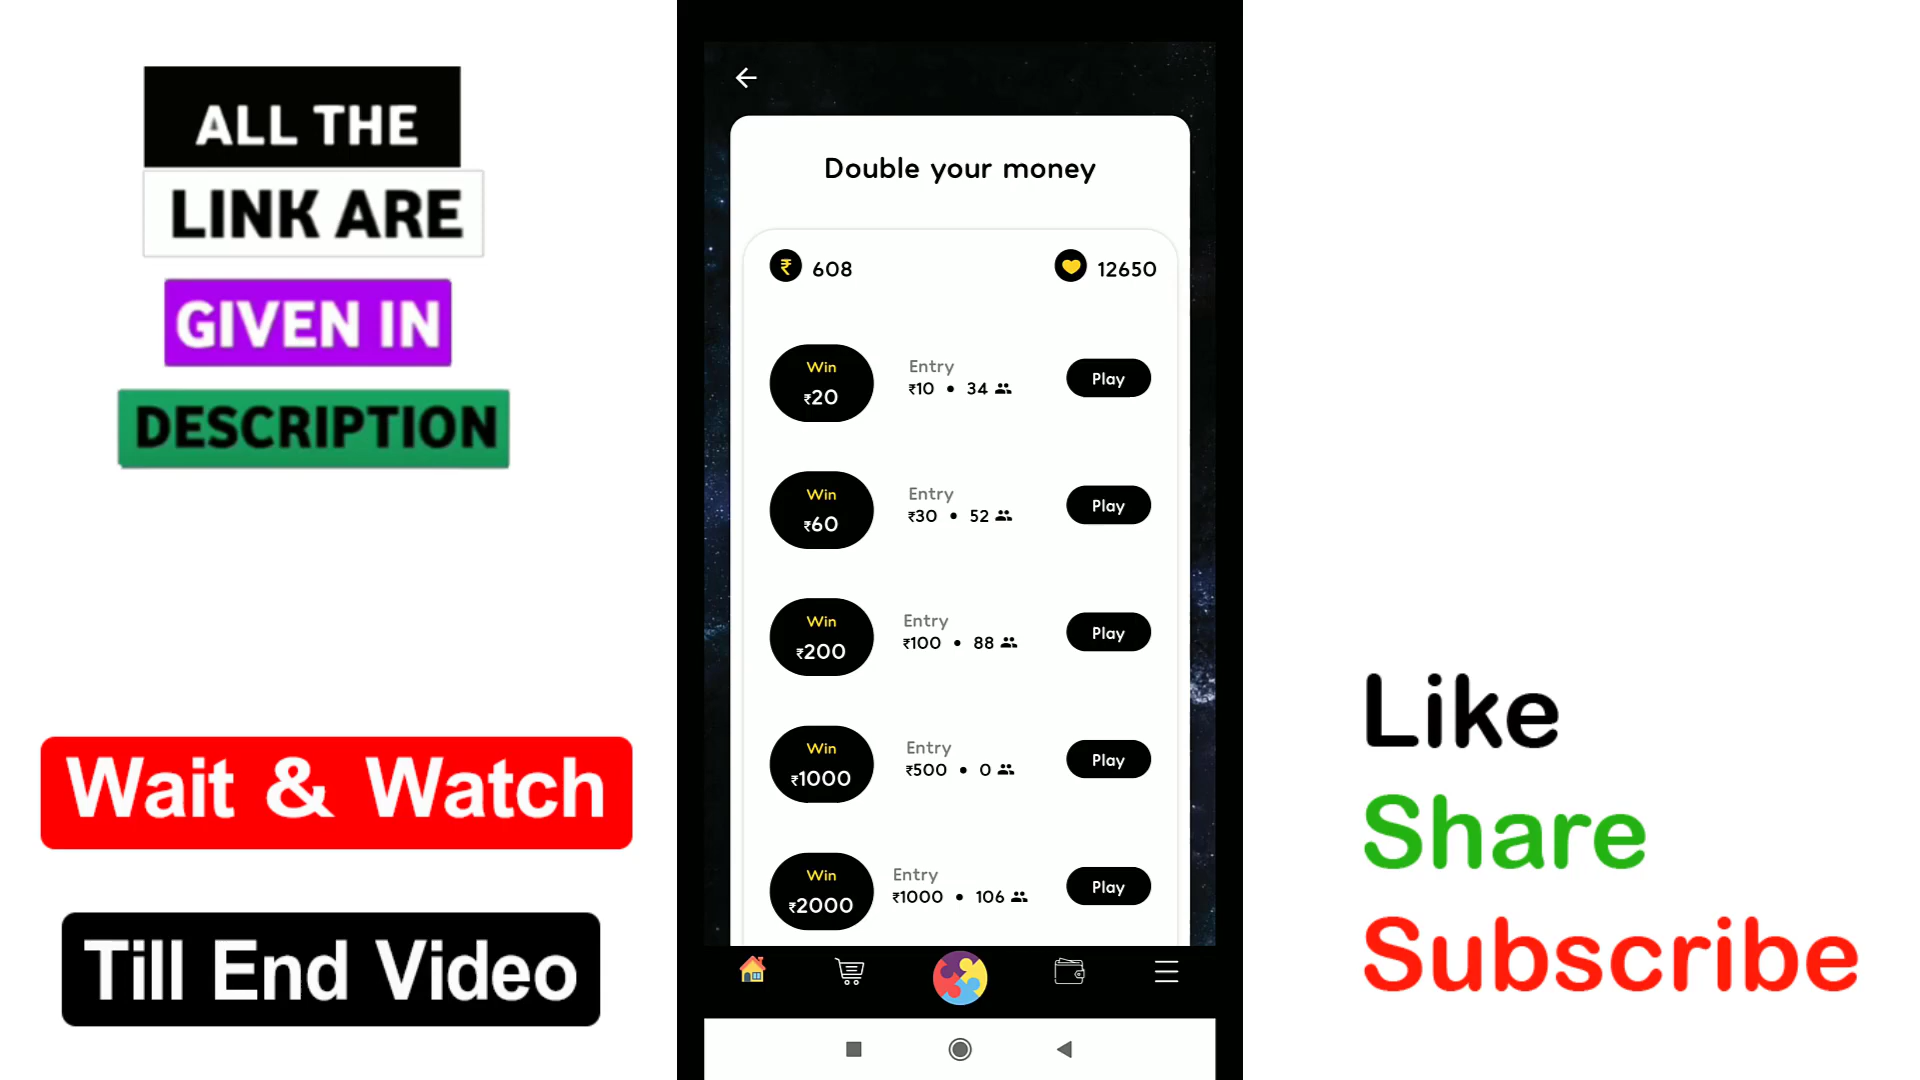 ALL THE
LINK ARE
GIVEN IN
DESCRIPTION
Wait & Watch
Till End Video
Double your money
₹ 608
12650
Win
₹20
Entry
₹10 • 34
Play
Win
₹60
Entry
₹30 • 52
Play
Win
₹200
Entry
₹100 • 88
Play
Win
₹1000
Entry
₹500 • 0
Play
Win
₹2000
Entry
₹1000 • 106
Play
Like
Share
Subscribe